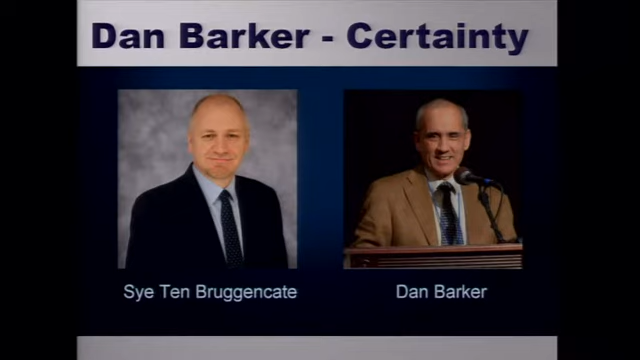 Dan Barker - Certainty
Sye Ten Bruggencate
Dan Barker